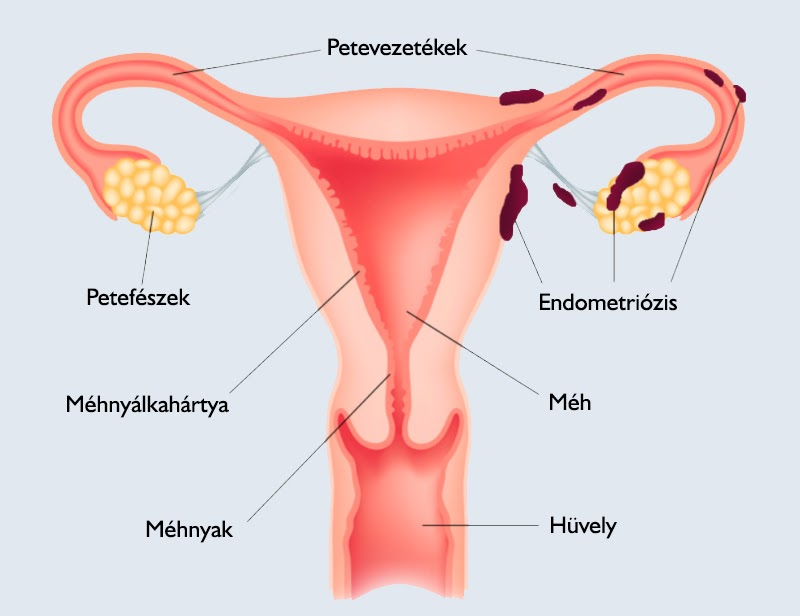 Petevezetékek
Petefészek
Endometriózis
Méhnyálkahártya
Méh
Méhnyak
Hüvely